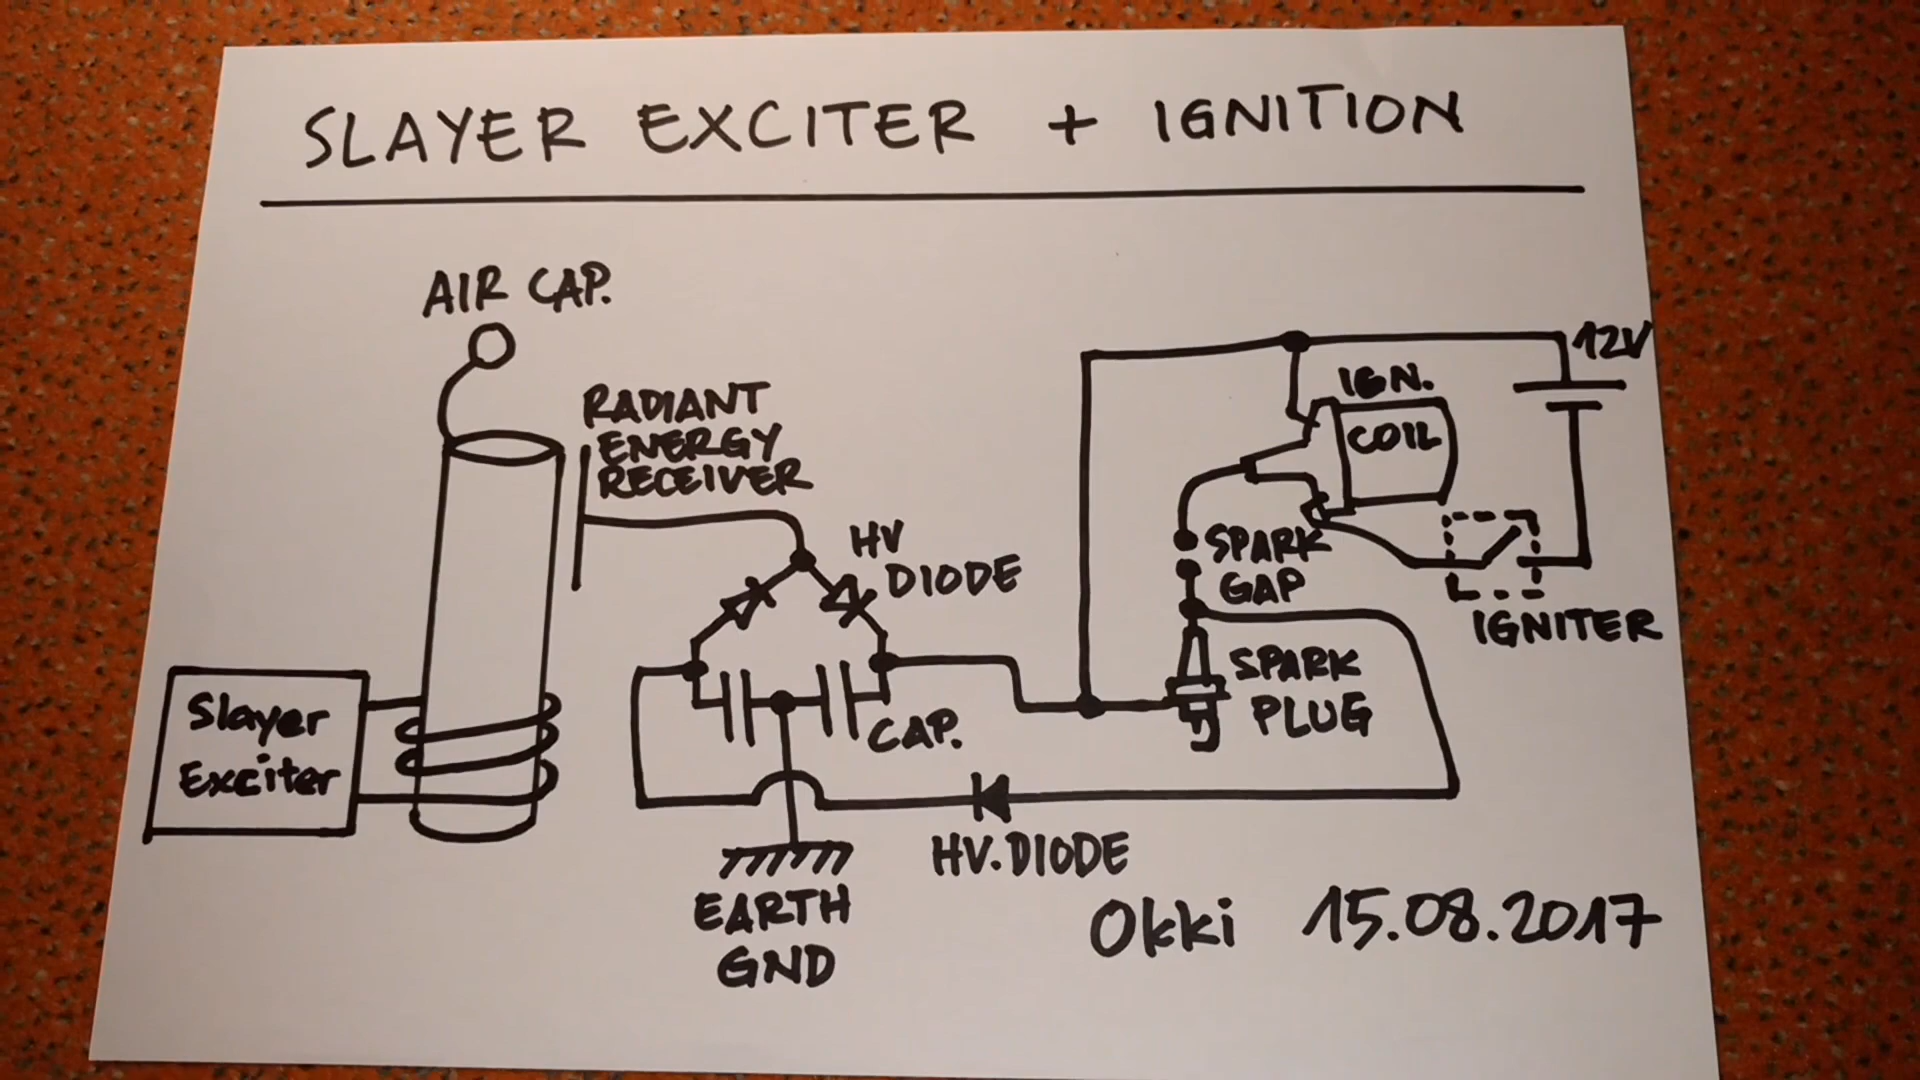 SLAYER EXCITER + IGNITION
AIR CAP.
RADIANT
ENERGY
RECEIVER
HV
DIODE
12V
IGN.
COIL
SPARK
GAP
IGNITER
SPARK
PLUG
Slayer
Exciter
CAP.
HV.DIODE
EARTH
GND
Okki 15.08.2017